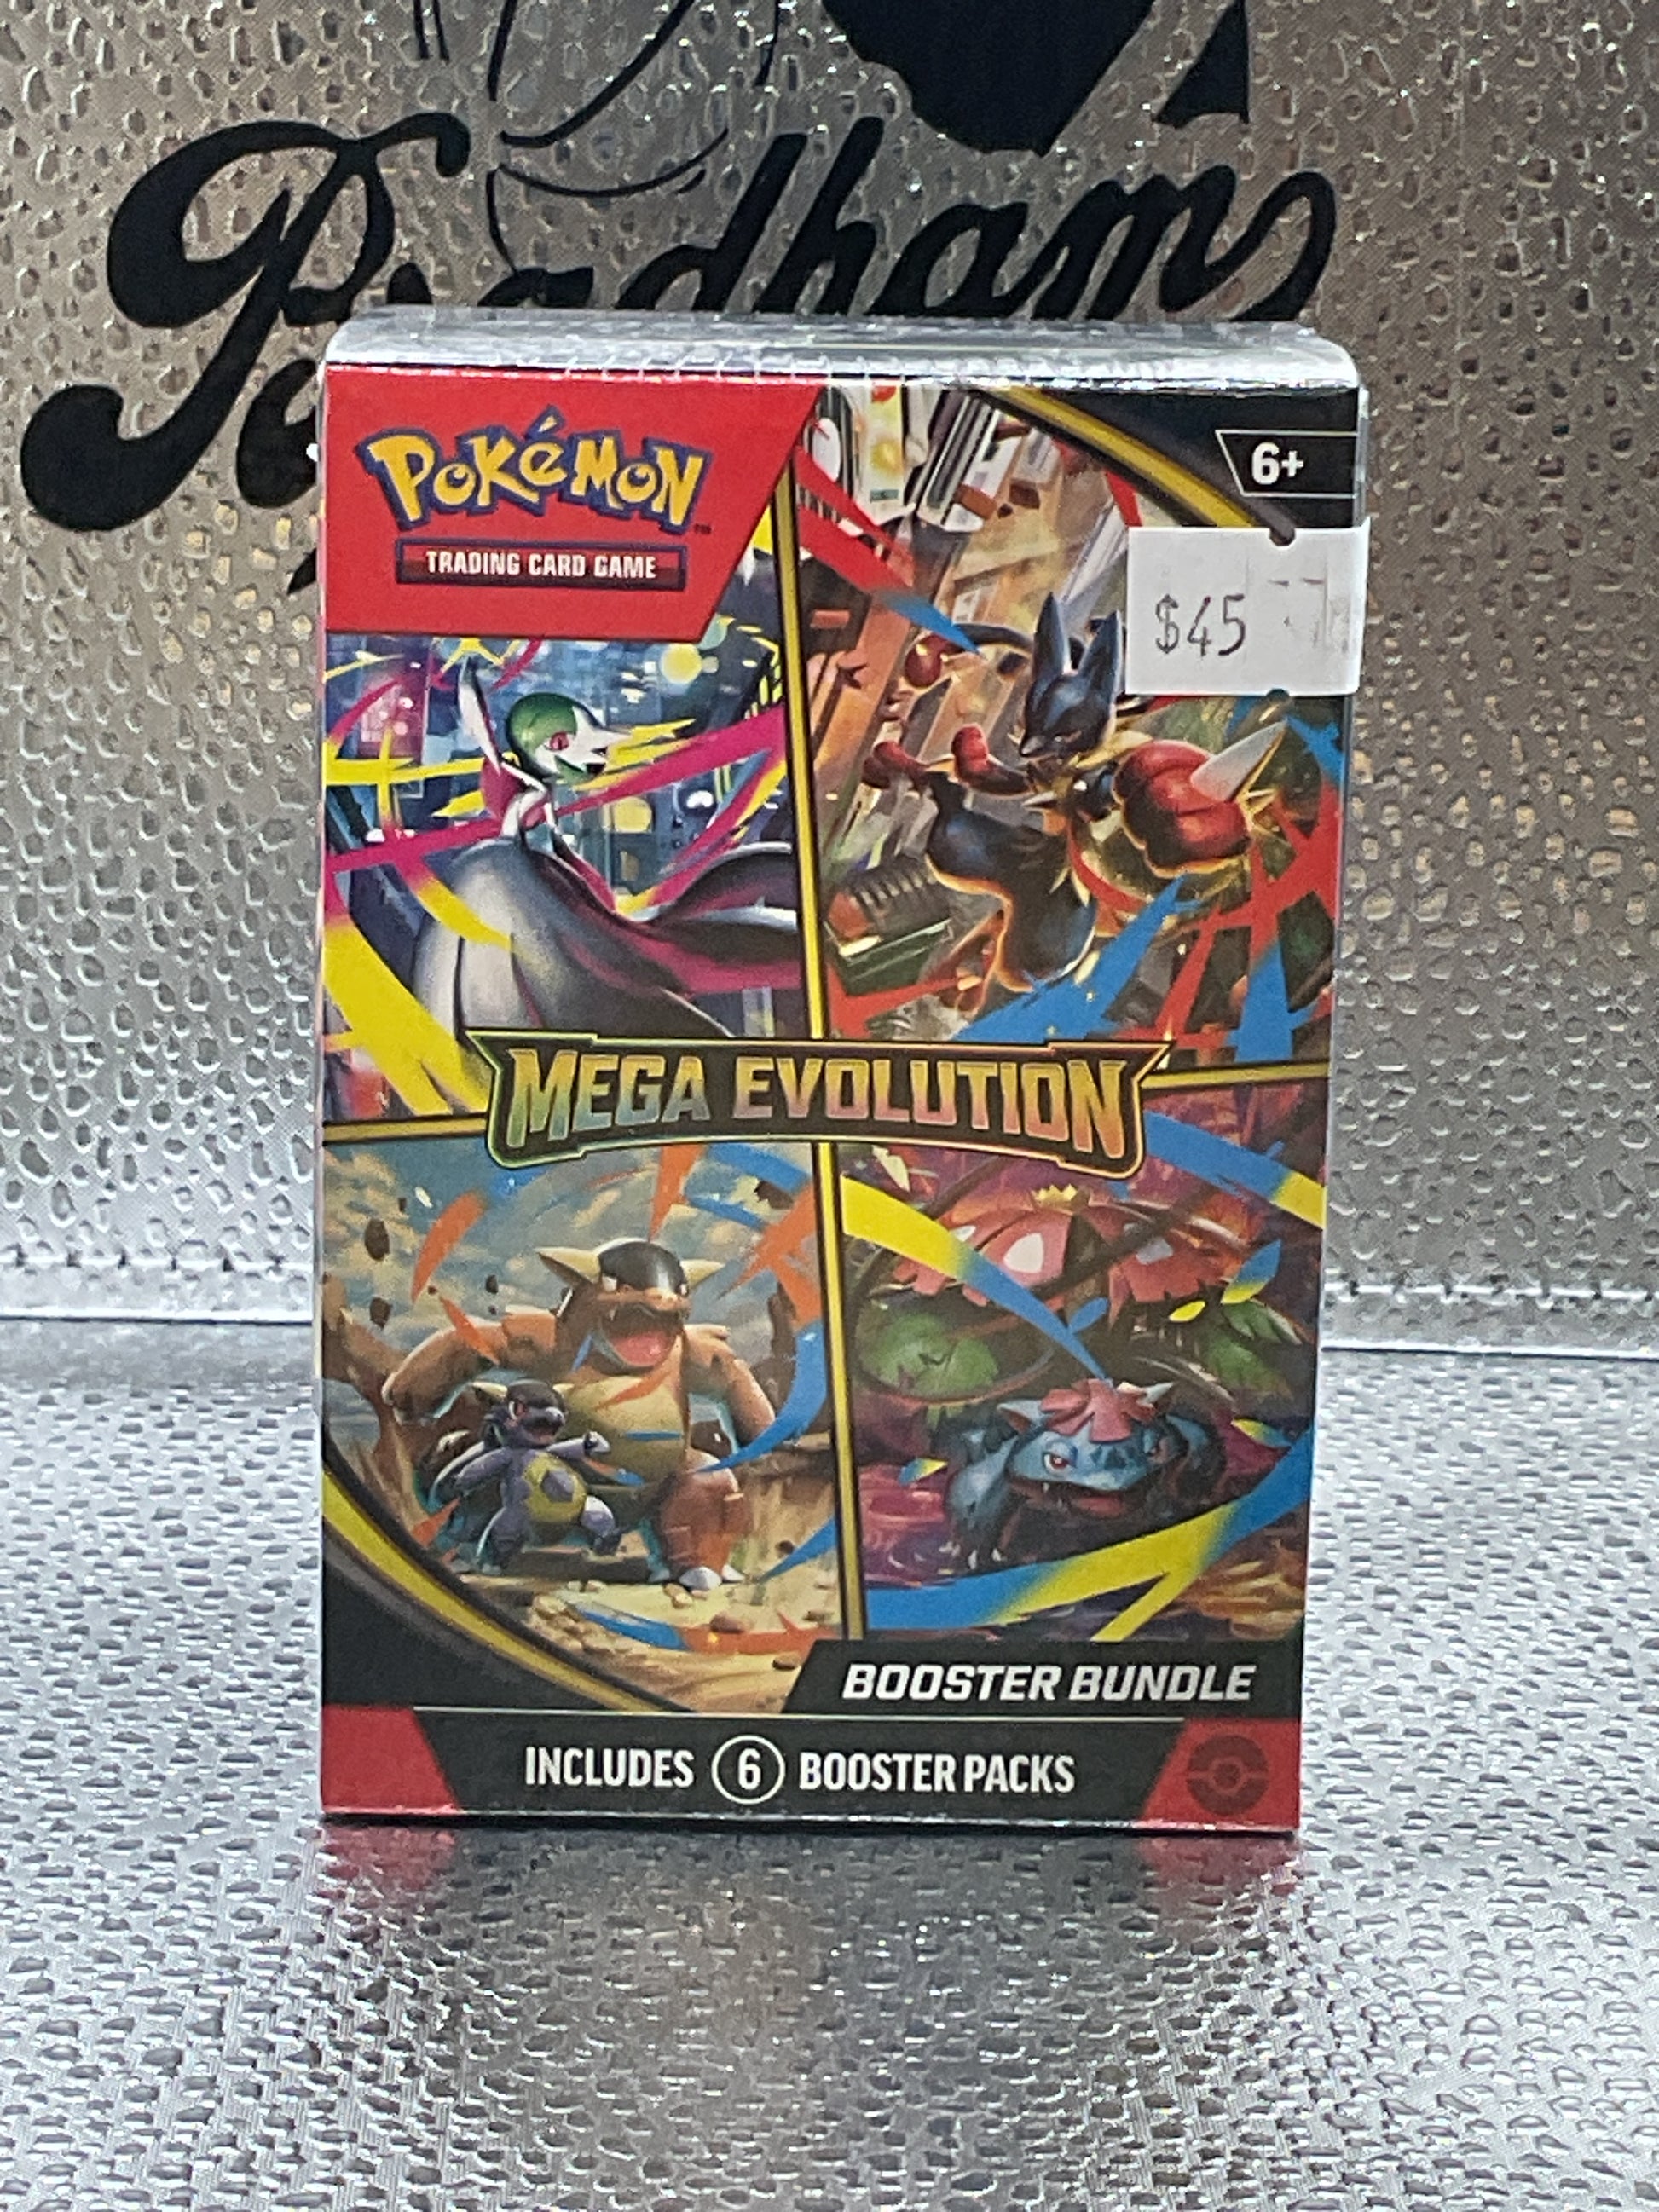 Pokémon
TRADING CARD GAME
6+
$45
MEGA EVOLUTION
BOOSTER BUNDLE
INCLUDES 6 BOOSTER PACKS